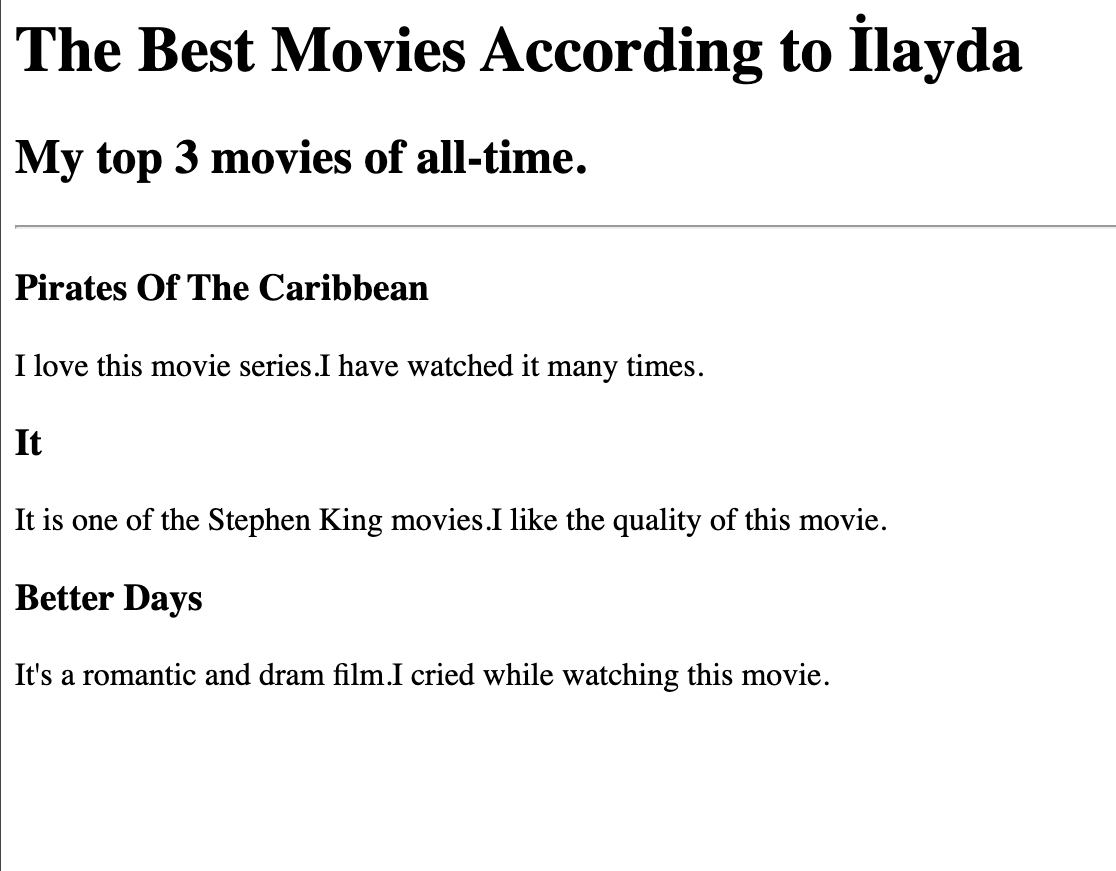 The Best Movies According to İlayda
My top 3 movies of all-time.
Pirates Of The Caribbean
I love this movie series.I have watched it many times.
It
It is one of the Stephen King movies.I like the quality of this movie.
Better Days
It's a romantic and dram film.I cried while watching this movie.